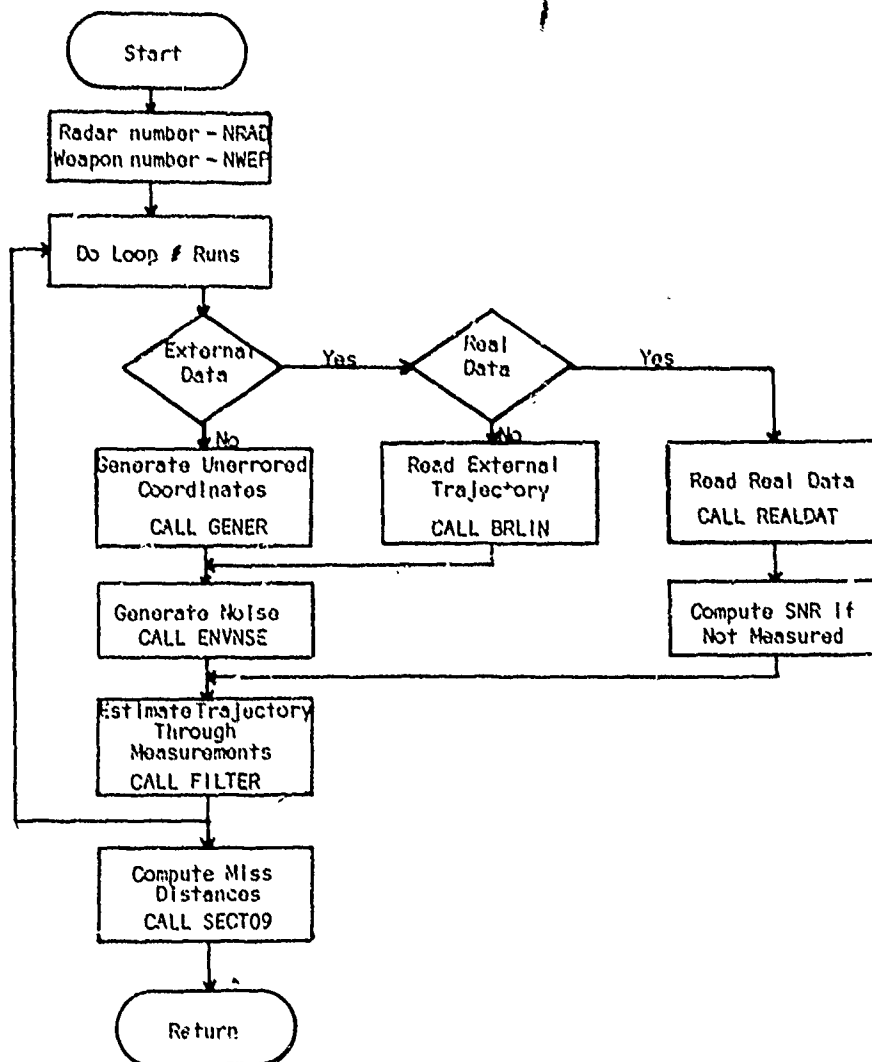 Start
Radar number - NRAD
Weapon number - NWEP
Do Loop # Runs
External
Data
Yes
Real
Data
Yes
No
No
Generate Unerrored
Coordinates
CALL GENER
Read External
Trajectory
CALL BRLIN
Read Real Data
CALL REALDAT
Generate Noise
CALL ENVNSE
Compute SNR If
Not Measured
Estimate Trajectory
Through
Measurements
CALL FILTER
Compute Miss
Distances
CALL SECT09
Return